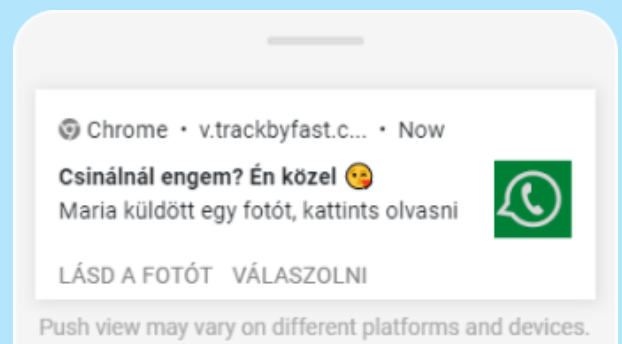 Chrome • v.trackbyfast.c... • Now
Csinálnál engem? Én közel 😘
Maria küldött egy fotót, kattints olvasni
LÁSD A FOTÓT VÁLASZOLNI
Push view may vary on different platforms and devices.